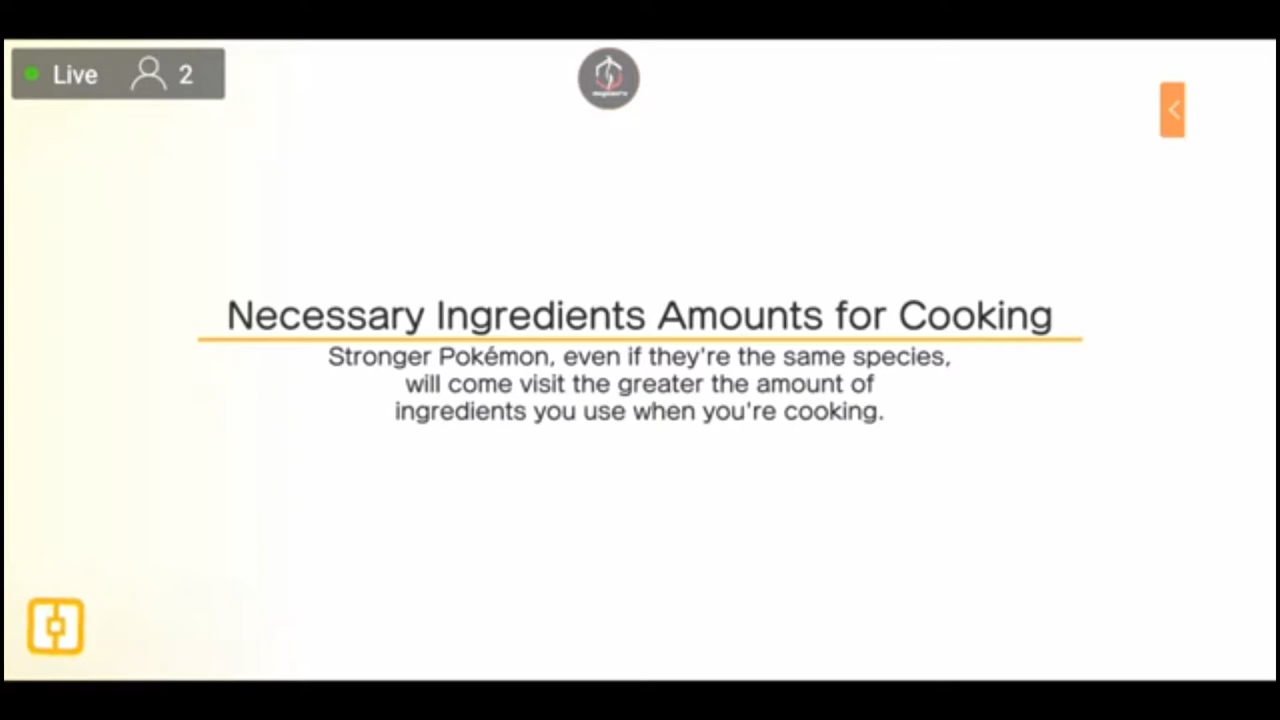 Live 2
Necessary Ingredients Amounts for Cooking
Stronger Pokémon, even if they're the same species,
will come visit the greater the amount of
ingredients you use when you're cooking.